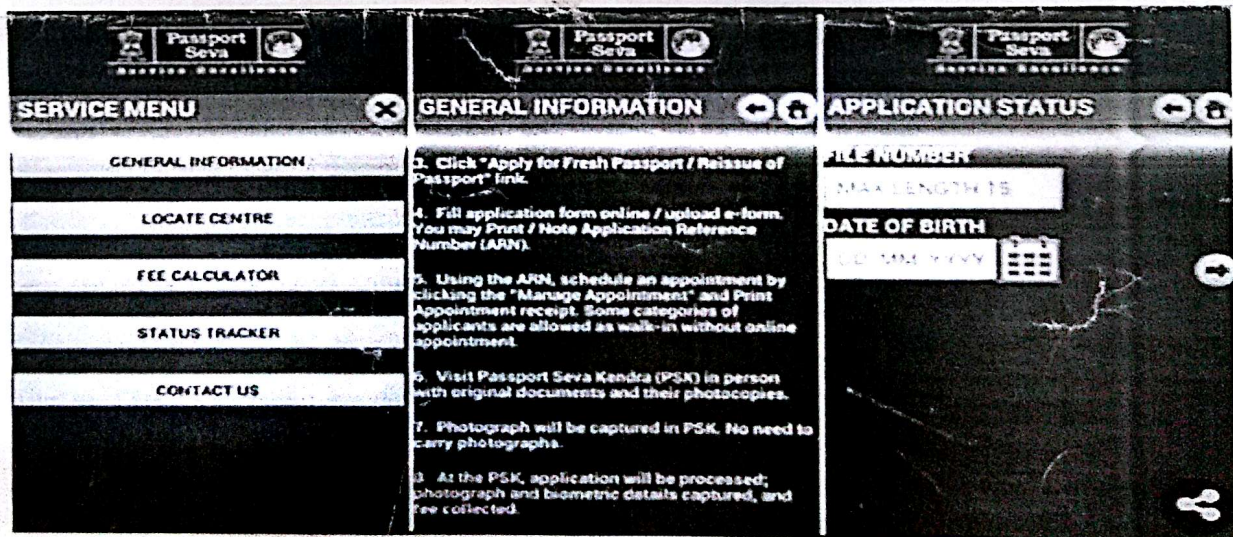 Passport
Seva
Service Excellence
SERVICE MENU
GENERAL INFORMATION
LOCATE CENTRE
FEE CALCULATOR
STATUS TRACKER
CONTACT US
Passport
Seva
Service Excellence
GENERAL INFORMATION
3. Click "Apply for Fresh Passport / Reissue of
Passport" link.
4. Fill application form online / upload e-form.
You may Print / Note Application Reference
Number (ARN).
5. Using the ARN, schedule an appointment by
clicking the "Manage Appointment" and Print
Appointment receipt. Some categories of
applicants are allowed as walk-in without online
appointment.
6. Visit Passport Seva Kendra (PSK) in person
with original documents and their photocopies.
7. Photograph will be captured in PSK. No need to
carry photographs.
8. At the PSK, application will be processed;
photograph and biometric details captured, and
fee collected.
Passport
Seva
Service Excellence
APPLICATION STATUS
FILE NUMBER
MAX LENGTH 15
DATE OF BIRTH
DD MM YYYY